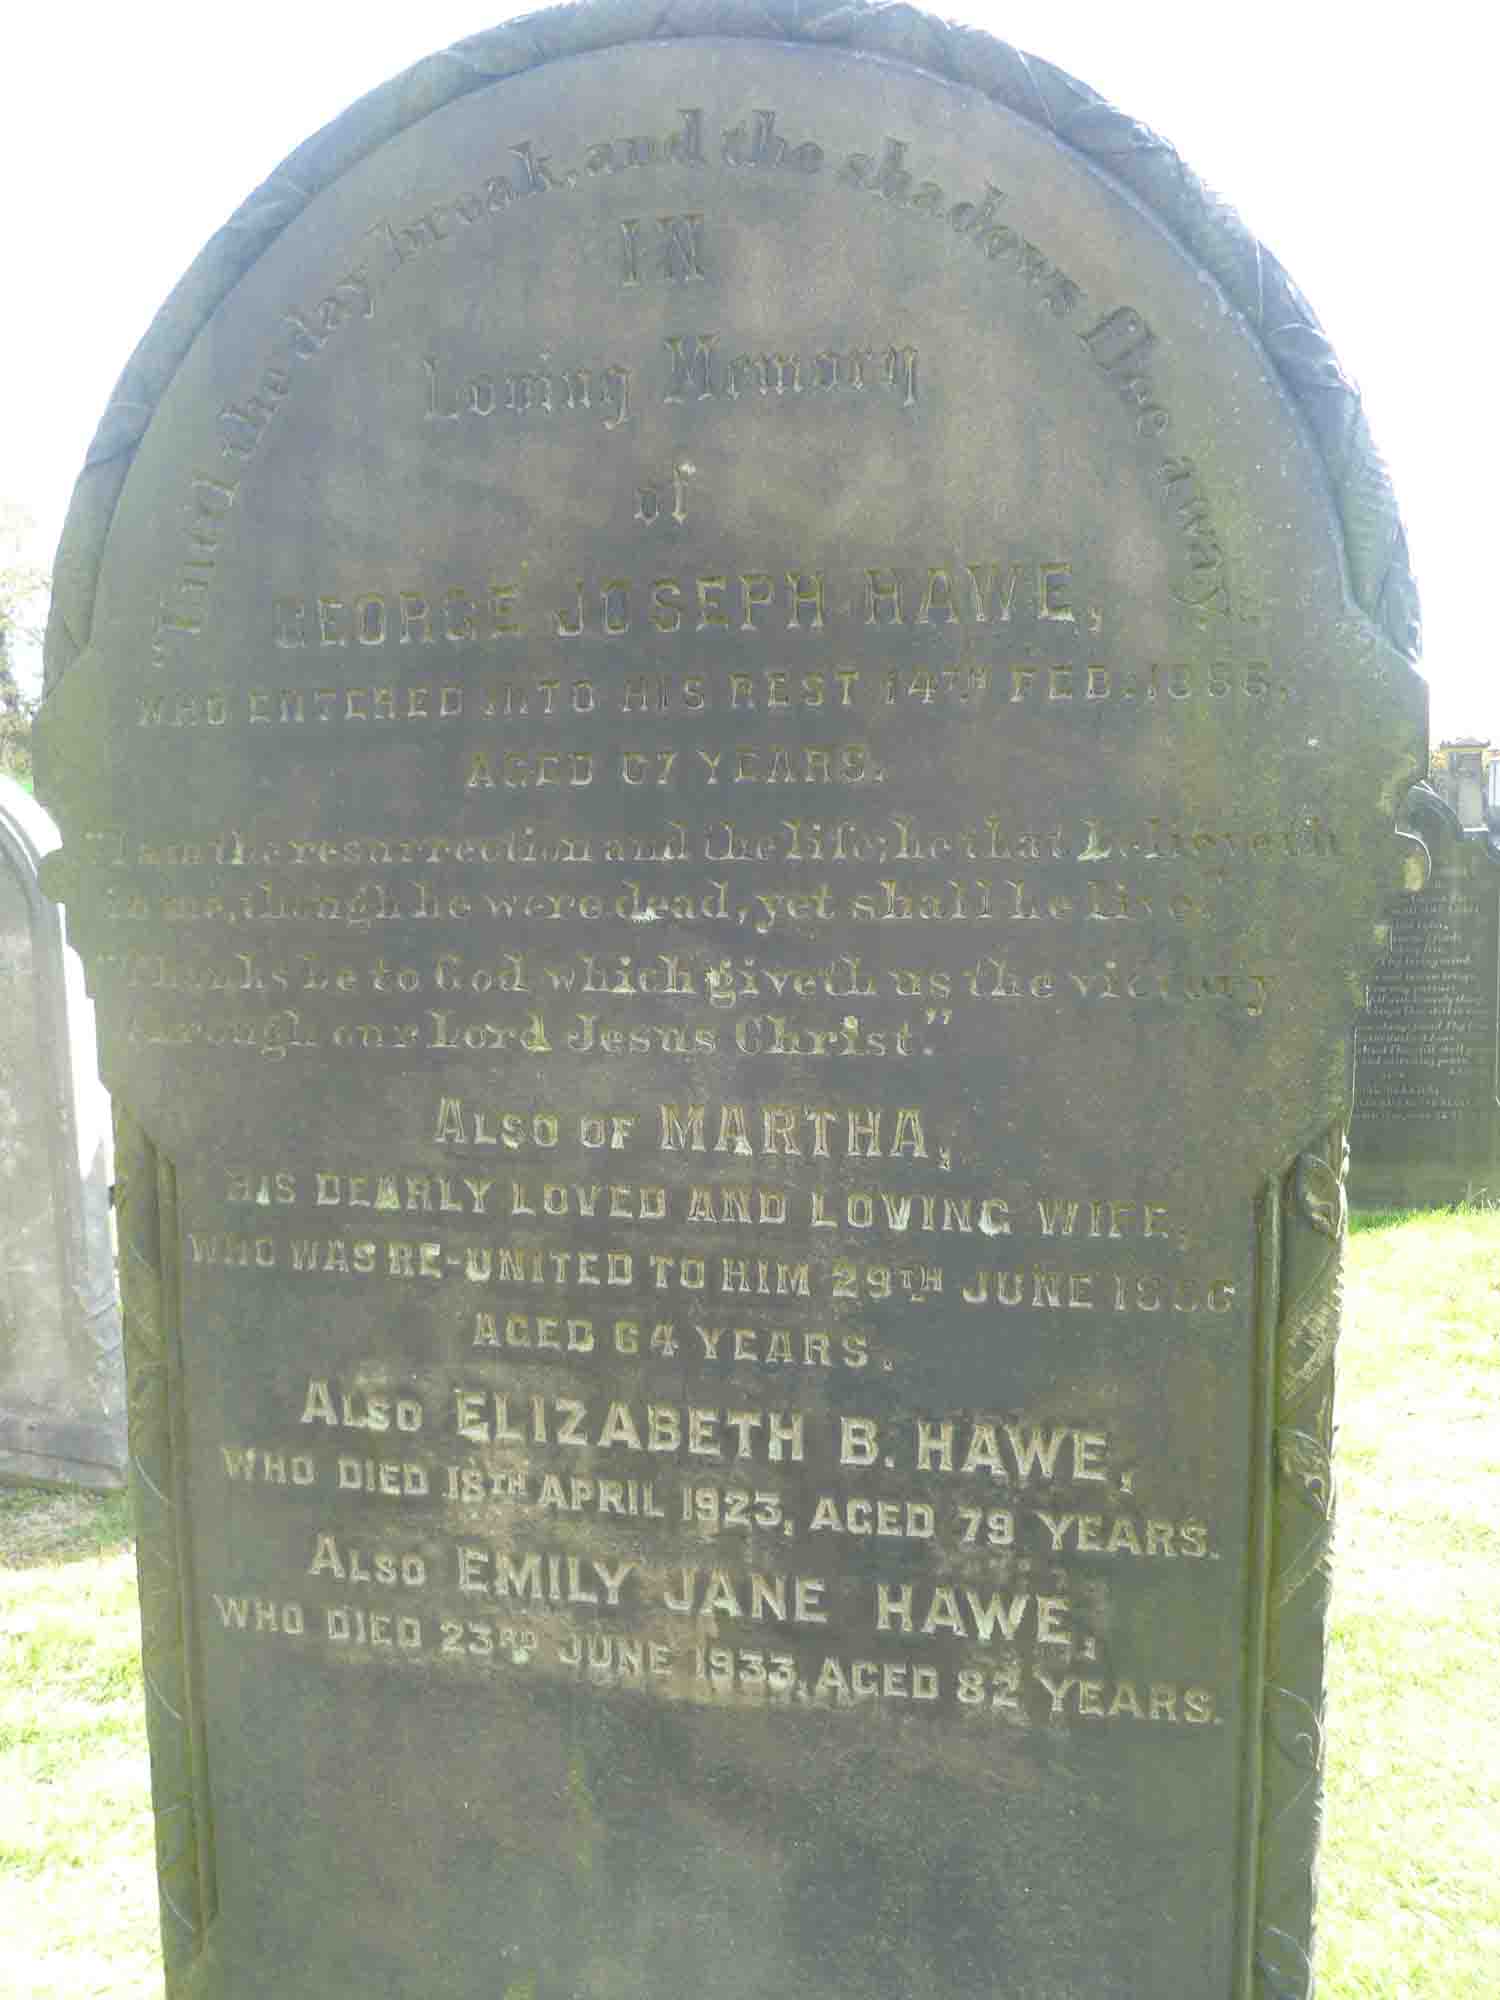 "Until the day break, and the shadows flee away."
IN
Loving Memory
of
GEORGE JOSEPH HAWE,
WHO ENTERED INTO HIS REST 14TH FEB.
AGED 67 YEARS.
"I am the resurrection and the life; he that believeth
in me, though he were dead, yet shall he live.
"Thanks be to God which giveth us the victory
through our Lord Jesus Christ."
ALSO OF MARTHA,
HIS DEARLY LOVED AND LOVING WIFE,
WHO WAS RE-UNITED TO HIM 29TH JUNE
AGED 64 YEARS.
ALSO ELIZABETH B. HAWE,
WHO DIED 18TH APRIL 1923, AGED 79 YEARS.
ALSO EMILY JANE HAWE,
WHO DIED 23RD JUNE 1933, AGED 82 YEARS.